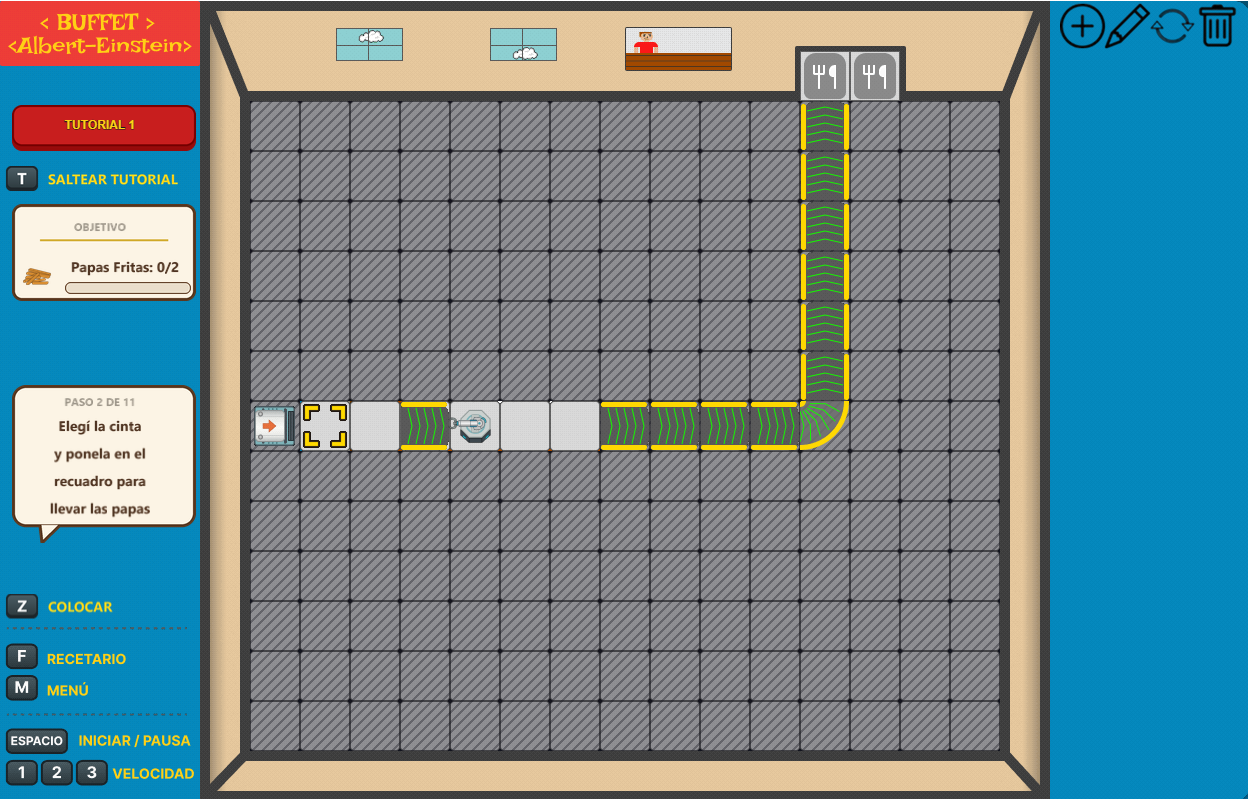 < BUFFET >
<Albert-Einstein>
TUTORIAL 1
T SALTEAR TUTORIAL
OBJETIVO
Papas Fritas: 0/2
PASO 2 DE 11
Elegí la cinta
y ponela en el
recuadro para
llevar las papas
Z COLOCAR
F RECETARIO
M MENÚ
ESPACIO INICIAR / PAUSA
1 2 3 VELOCIDAD